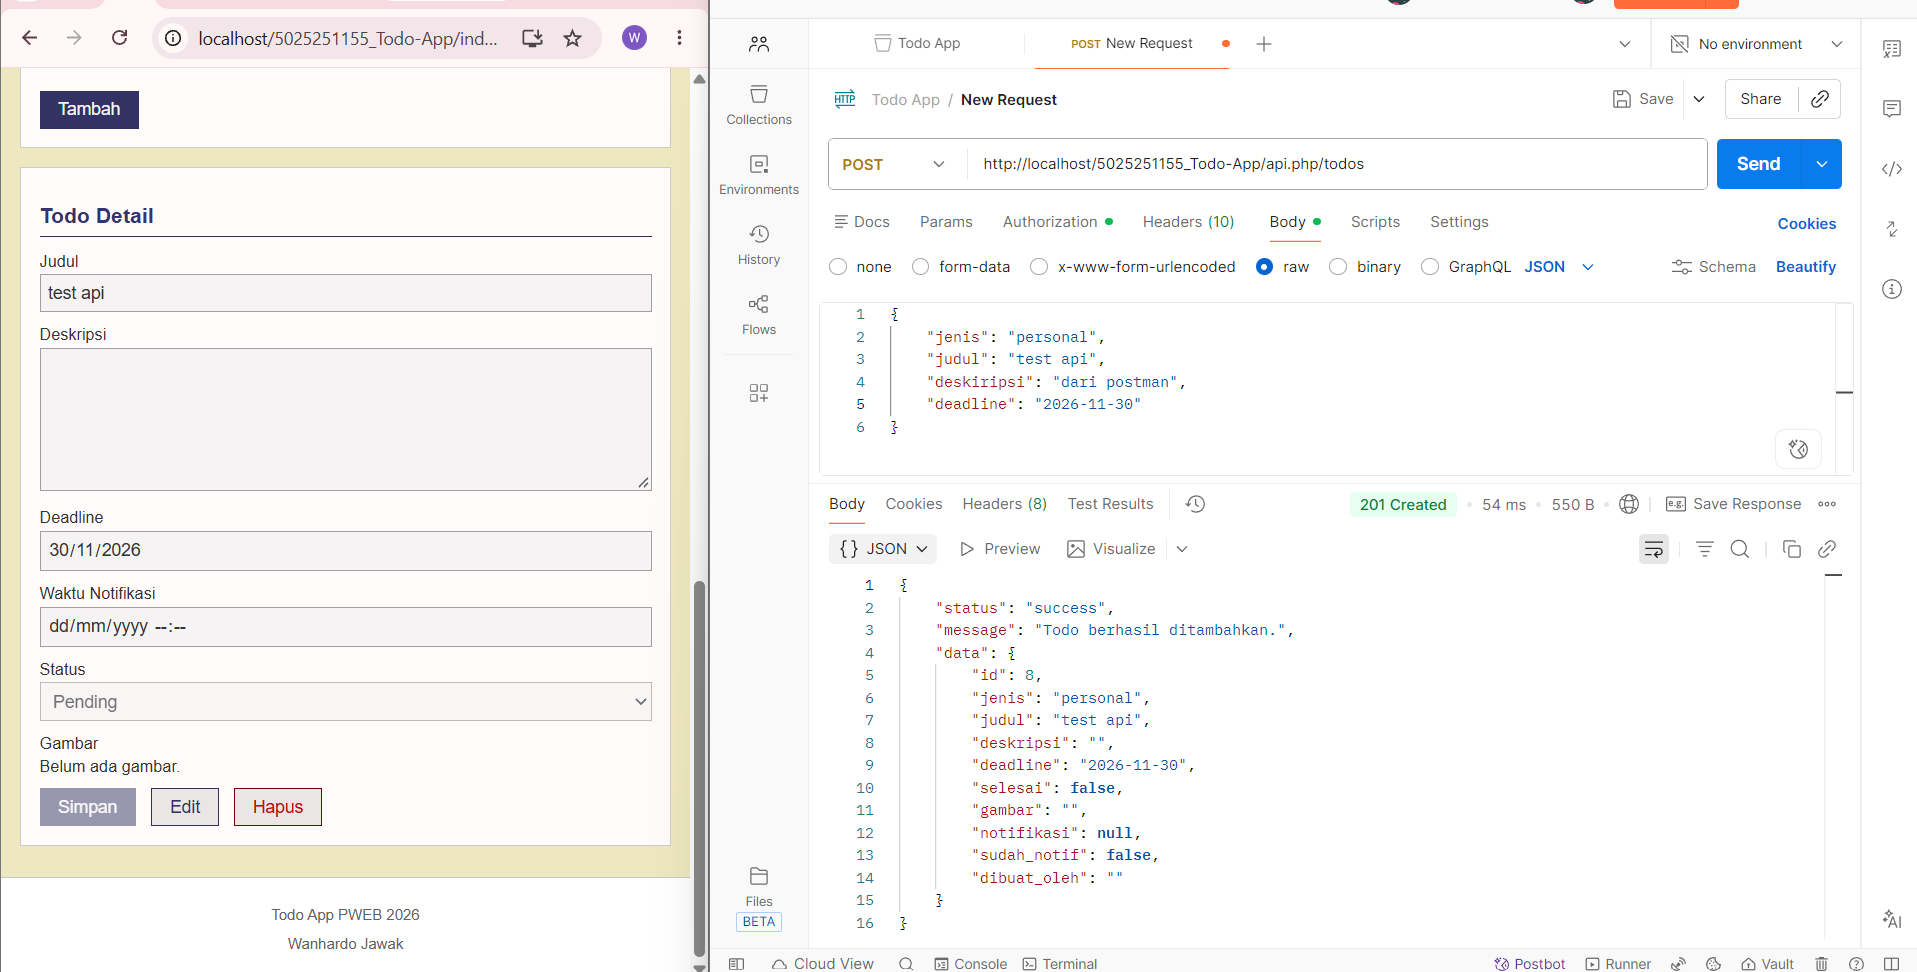 localhost/5025251155_Todo-App/ind...
W
Tambah
Todo Detail
Judul
test api
Deskripsi
Deadline
30/11/2026
Waktu Notifikasi
dd/mm/yyyy --:--
Status
Pending
Gambar
Belum ada gambar.
Simpan
Edit
Hapus
Todo App PWEB 2026
Wanhardo Jawak
Collections
Environments
History
Flows
Files
BETA
Todo App
POST New Request
No environment
HTTP Todo App / New Request
Save
Share
POST
http://localhost/5025251155_Todo-App/api.php/todos
Send
Docs
Params
Authorization
Headers (10)
Body
Scripts
Settings
Cookies
none
form-data
x-www-form-urlencoded
raw
binary
GraphQL
JSON
Schema
Beautify
1 {
2 "jenis": "personal",
3 "judul": "test api",
4 "deskiripsi": "dari postman",
5 "deadline": "2026-11-30"
6 }
Body
Cookies
Headers (8)
Test Results
201 Created
54 ms
550 B
e.g. Save Response
{} JSON
Preview
Visualize
1 {
2 "status": "success",
3 "message": "Todo berhasil ditambahkan.",
4 "data": {
5 "id": 8,
6 "jenis": "personal",
7 "judul": "test api",
8 "deskripsi": "",
9 "deadline": "2026-11-30",
10 "selesai": false,
11 "gambar": "",
12 "notifikasi": null,
13 "sudah_notif": false,
14 "dibuat_oleh": ""
15 }
16 }
AI
Cloud View
Console
Terminal
Postbot
Runner
Vault